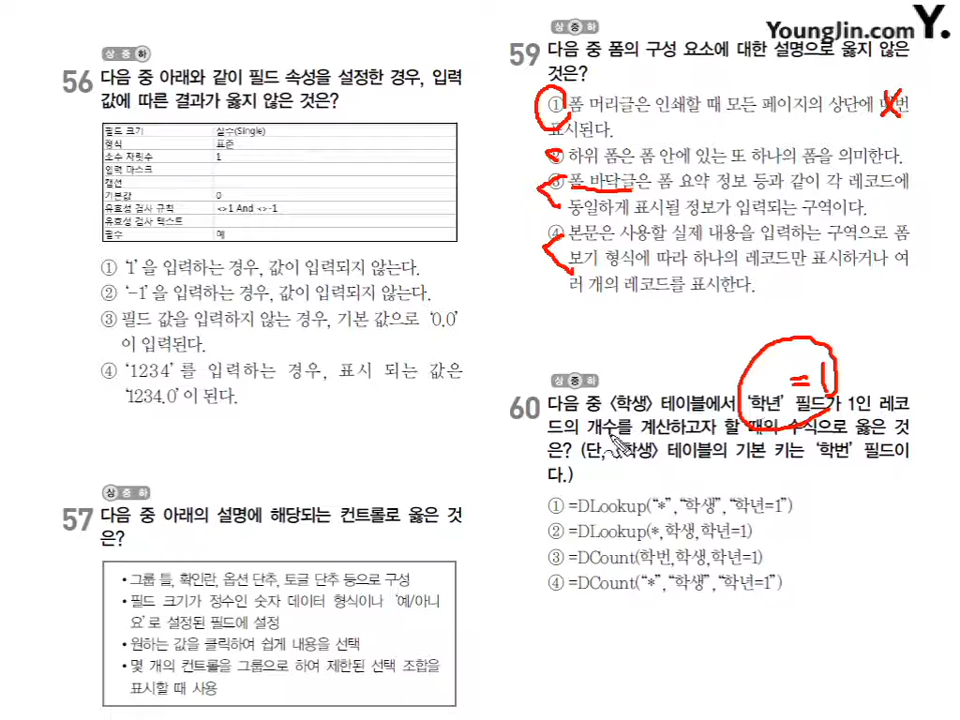 YoungJin.com Y.
상 중 하
56 다음 중 아래와 같이 필드 속성을 설정한 경우, 입력
값에 따른 결과가 옳지 않은 것은?
필드 크기 실수(Single)
형식 표준
소수 자릿수 1
입력 마스크
캡션
기본값 0
유효성 검사 규칙 <>1 And <>-1
유효성 검사 텍스트
필수 예
① ‘1’을 입력하는 경우, 값이 입력되지 않는다.
② ‘-1’을 입력하는 경우, 값이 입력되지 않는다.
③ 필드 값을 입력하지 않는 경우, 기본 값으로 ‘0.0’
이 입력된다.
④ ‘1234’를 입력하는 경우, 표시 되는 값은
‘1234.0’이 된다.
상 중 하
57 다음 중 아래의 설명에 해당되는 컨트롤로 옳은 것
은?
• 그룹 틀, 확인란, 옵션 단추, 토글 단추 등으로 구성
• 필드 크기가 정수인 숫자 데이터 형식이나 ‘예/아니
요’로 설정된 필드에 설정
• 원하는 값을 클릭하여 쉽게 내용을 선택
• 몇 개의 컨트롤을 그룹으로 하여 제한된 선택 조합을
표시할 때 사용
상 중 하
59 다음 중 폼의 구성 요소에 대한 설명으로 옳지 않은
것은?
① 폼 머리글은 인쇄할 때 모든 페이지의 상단에 매번 X
표시된다.
② 하위 폼은 폼 안에 있는 또 하나의 폼을 의미한다.
③ 폼 바닥글은 폼 요약 정보 등과 같이 각 레코드에
동일하게 표시될 정보가 입력되는 구역이다.
④ 본문은 사용할 실제 내용을 입력하는 구역으로 폼
보기 형식에 따라 하나의 레코드만 표시하거나 여
러 개의 레코드를 표시한다.
=1
상 중 하
60 다음 중 〈학생〉 테이블에서 ‘학년’ 필드가 1인 레코
드의 개수를 계산하고자 할 때의 수식으로 옳은 것
은? (단, 〈학생〉 테이블의 기본 키는 ‘학번’ 필드이
다.)
① =DLookup(“*”,“학생”,“학년=1”)
② =DLookup(*,학생,학년=1)
③ =DCount(학번,학생,학년=1)
④ =DCount(“*”,“학생”,“학년=1”)